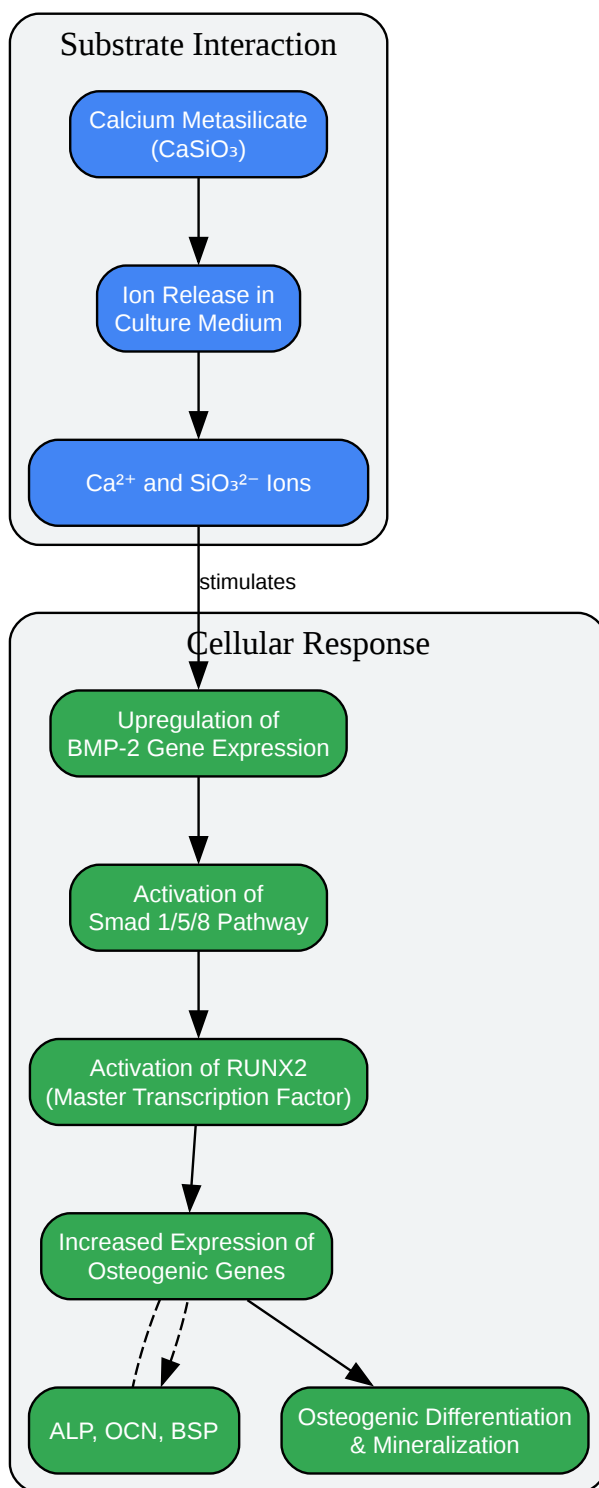 Substrate Interaction
Calcium Metasilicate
(CaSiO₃)
Ion Release in
Culture Medium
Ca²⁺ and SiO₃²⁻ Ions
stimulates
Cellular Response
Upregulation of
BMP-2 Gene Expression
Activation of
Smad 1/5/8 Pathway
Activation of RUNX2
(Master Transcription Factor)
Increased Expression of
Osteogenic Genes
ALP, OCN, BSP
Osteogenic Differentiation
& Mineralization